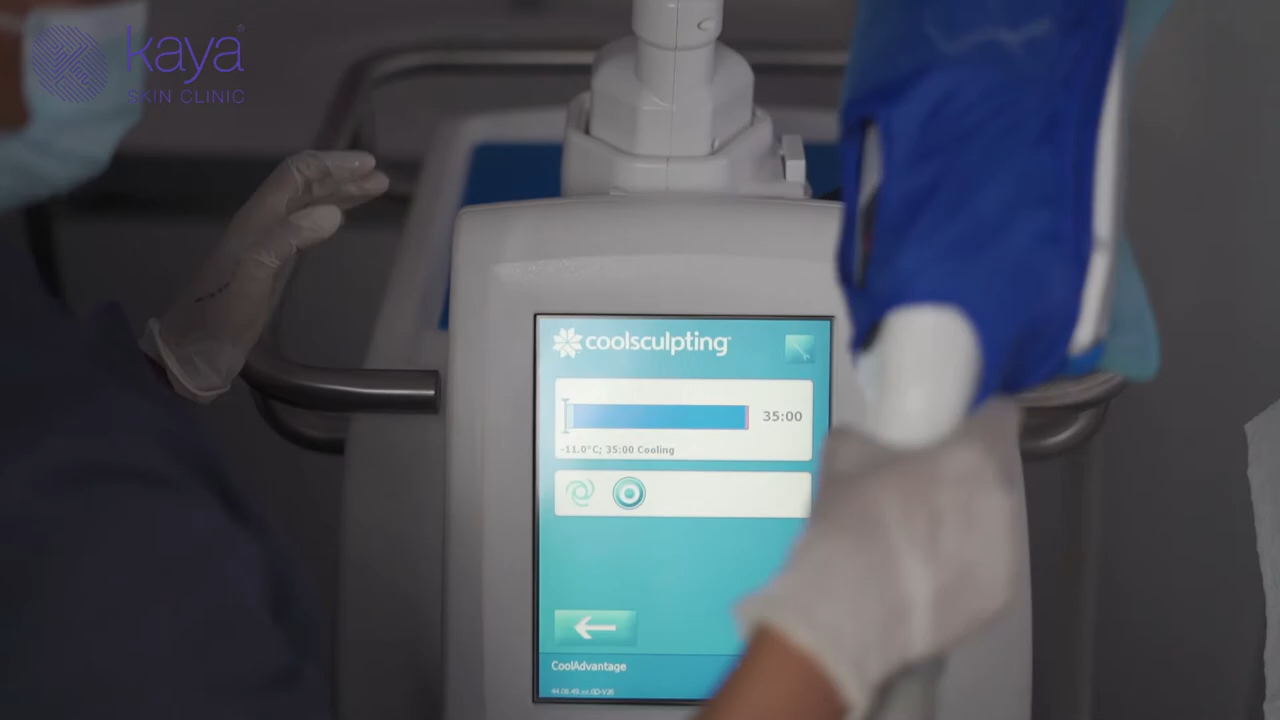 kaya
SKIN CLINIC
coolsculpting
35:00
-11.0°C; 35:00 Cooling
CoolAdvantage